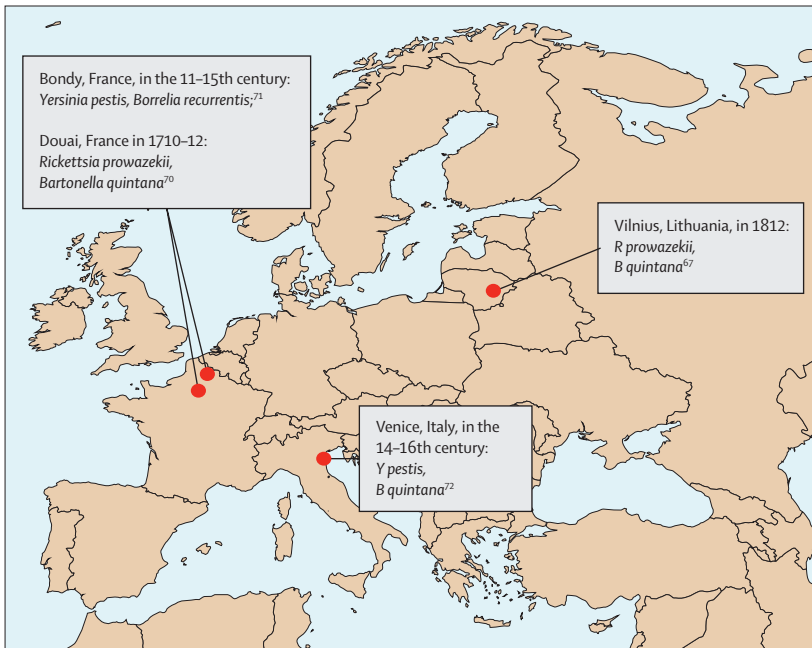 Bondy, France, in the 11–15th century:
Yersinia pestis, Borrelia recurrentis;71
Douai, France in 1710–12:
Rickettsia prowazekii,
Bartonella quintana70
Vilnius, Lithuania, in 1812:
R prowazekii,
B quintana67
Venice, Italy, in the
14–16th century:
Y pestis,
B quintana72